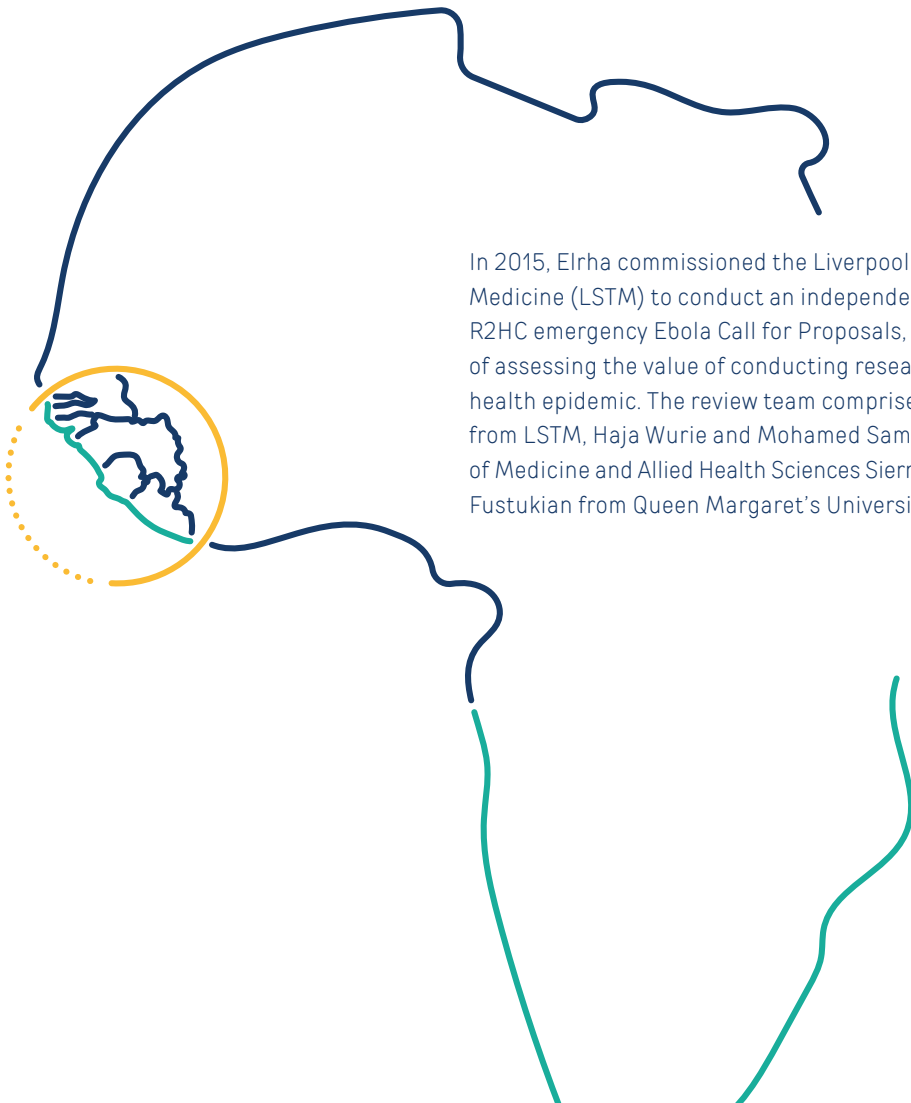 In 2015, Elrha commissioned the Liverpool
Medicine (LSTM) to conduct an independe
R2HC emergency Ebola Call for Proposals,
of assessing the value of conducting resea
health epidemic. The review team comprise
from LSTM, Haja Wurie and Mohamed Sam
of Medicine and Allied Health Sciences Sierr
Fustukian from Queen Margaret's Universi